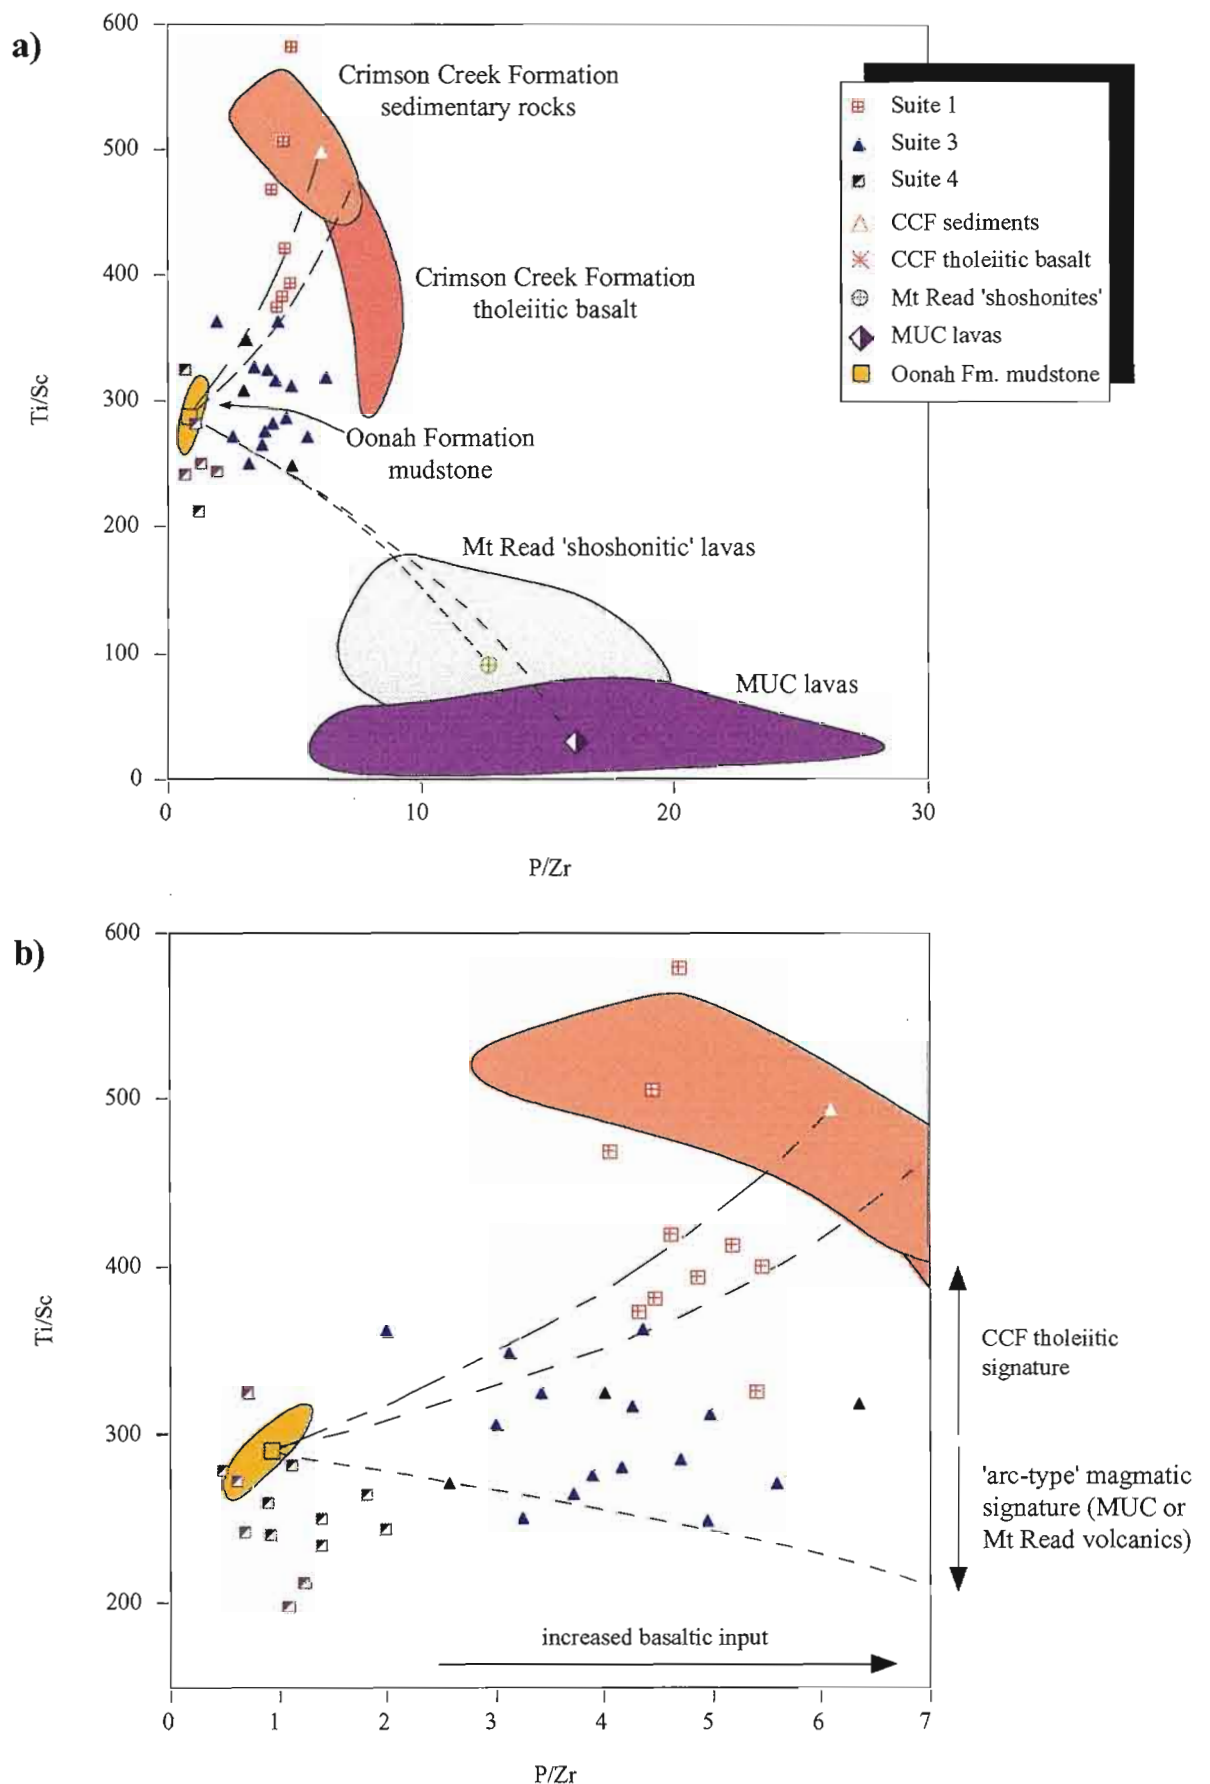 a)
600
500
400
300
200
100
0
Ti/Sc
Crimson Creek Formation
sedimentary rocks
Crimson Creek Formation
tholeiitic basalt
Oonah Formation
mudstone
Mt Read 'shoshonitic' lavas
MUC lavas
Suite 1
Suite 3
Suite 4
CCF sediments
CCF tholeiitic basalt
Mt Read 'shoshonites'
MUC lavas
Oonah Fm. mudstone
0 10 20 30
P/Zr
b)
600
500
400
300
200
Ti/Sc
CCF tholeiitic
signature
'arc-type' magmatic
signature (MUC or
Mt Read volcanics)
increased basaltic input
0 1 2 3 4 5 6 7
P/Zr